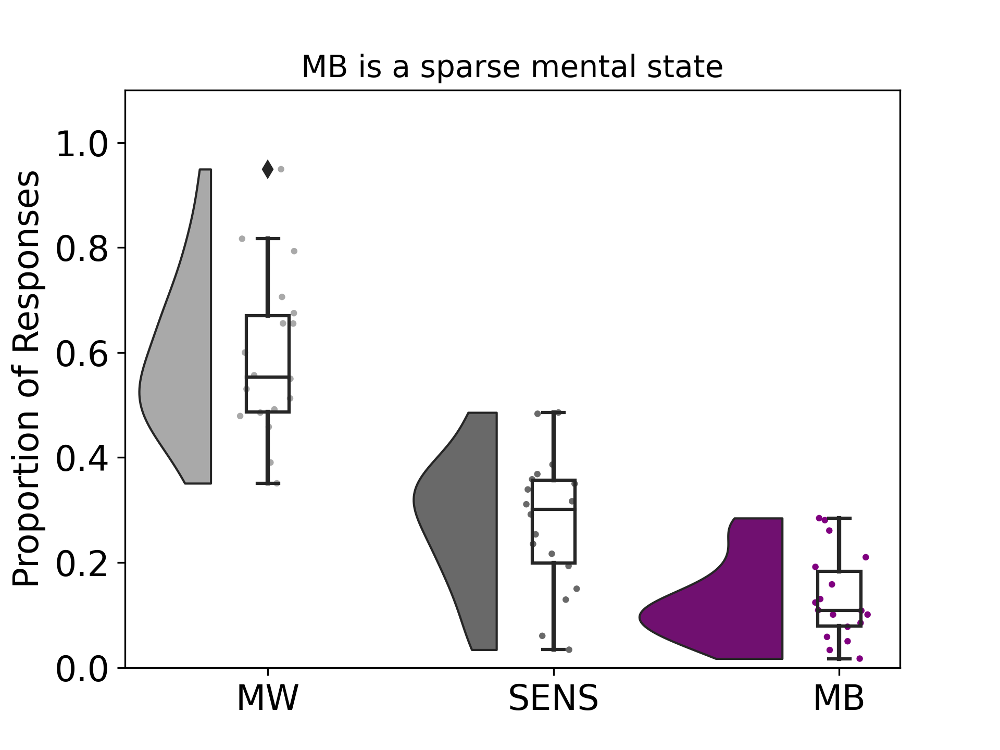 MB is a sparse mental state
Proportion of Responses
1.0
0.8
0.6
0.4
0.2
0.0
MW SENS MB